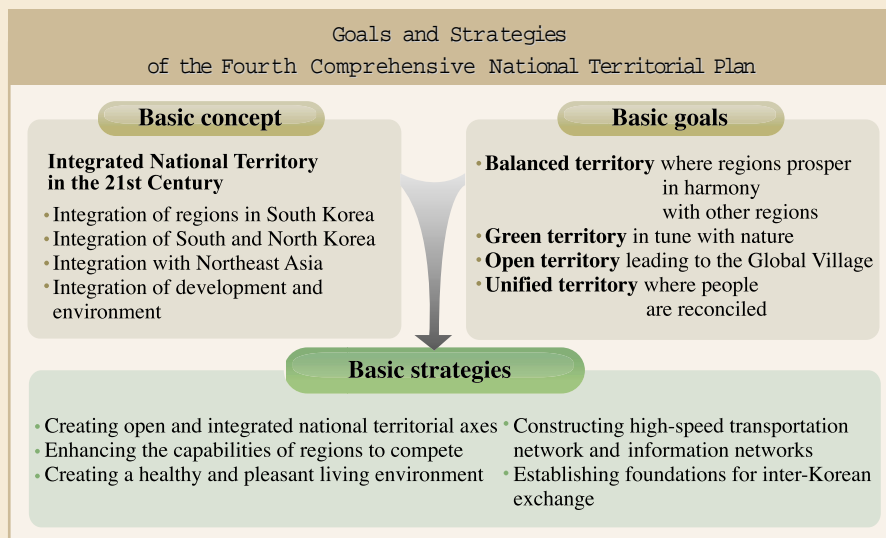 Goals and Strategies
of the Fourth Comprehensive National Territorial Plan
Basic concept
Integrated National Territory
in the 21st Century
•Integration of regions in South Korea
•Integration of South and North Korea
•Integration with Northeast Asia
•Integration of development and
environment
Basic goals
•Balanced territory where regions prosper
in harmony
with other regions
•Green territory in tune with nature
•Open territory leading to the Global Village
•Unified territory where people
are reconciled
Basic strategies
•Creating open and integrated national territorial axes
•Enhancing the capabilities of regions to compete
•Creating a healthy and pleasant living environment
•Constructing high-speed transportation
network and information networks
•Establishing foundations for inter-Korean
exchange